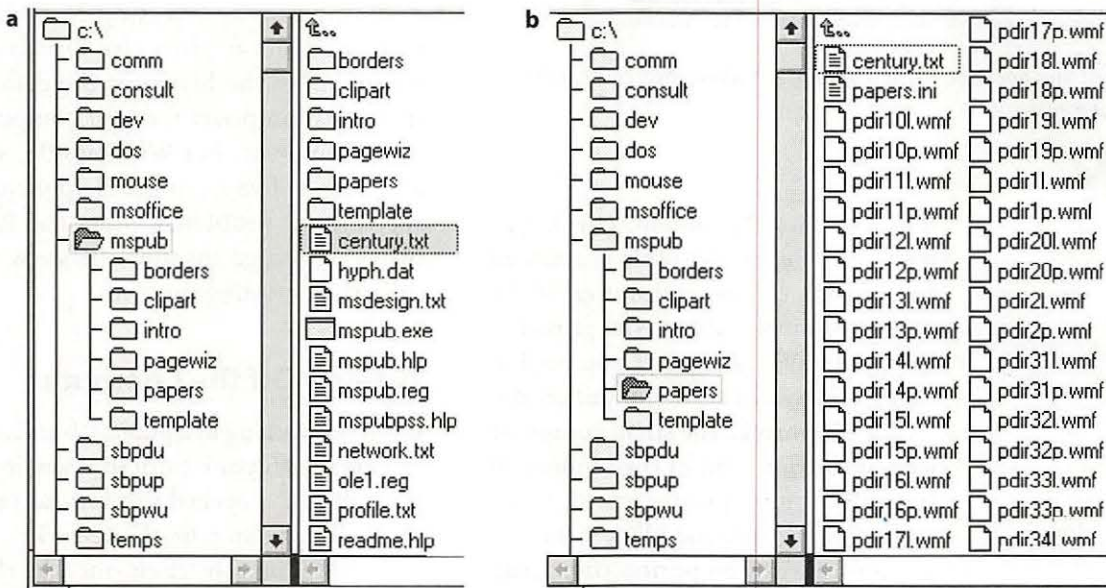 a
c:\
comm
consult
dev
dos
mouse
msoffice
mspub
borders
clipart
intro
pagewiz
papers
template
sbpdu
sbpup
sbpwu
temps
borders
clipart
intro
pagewiz
papers
template
century.txt
hyph.dat
msdesign.txt
mspub.exe
mspub.hlp
mspub.reg
mspubpss.hlp
network.txt
ole1.reg
profile.txt
readme.hlp
b
c:\
comm
consult
dev
dos
mouse
msoffice
mspub
borders
clipart
intro
pagewiz
papers
template
sbpdu
sbpup
sbpwu
temps
century.txt
papers.ini
pdir10l.wmf
pdir10p.wmf
pdir11l.wmf
pdir11p.wmf
pdir12l.wmf
pdir12p.wmf
pdir13l.wmf
pdir13p.wmf
pdir14l.wmf
pdir14p.wmf
pdir15l.wmf
pdir15p.wmf
pdir16l.wmf
pdir16p.wmf
pdir17l.wmf
pdir17p.wmf
pdir18l.wmf
pdir18p.wmf
pdir19l.wmf
pdir19p.wmf
pdir1l.wmf
pdir1p.wmf
pdir20l.wmf
pdir20p.wmf
pdir2l.wmf
pdir2p.wmf
pdir31l.wmf
pdir31p.wmf
pdir32l.wmf
pdir32p.wmf
pdir33l.wmf
pdir33p.wmf
pdir34l.wmf